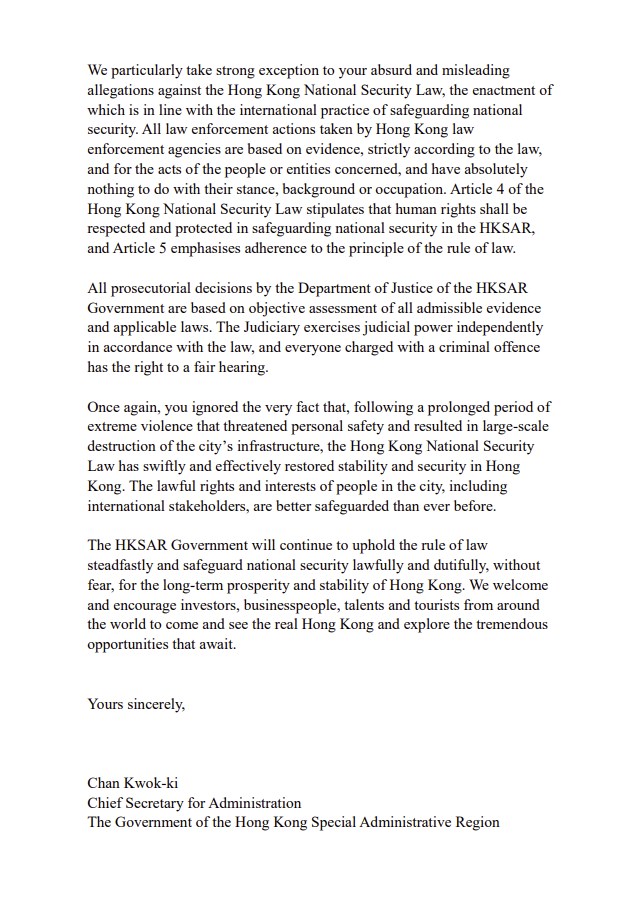 We particularly take strong exception to your absurd and misleading
allegations against the Hong Kong National Security Law, the enactment of
which is in line with the international practice of safeguarding national
security. All law enforcement actions taken by Hong Kong law
enforcement agencies are based on evidence, strictly according to the law,
and for the acts of the people or entities concerned, and have absolutely
nothing to do with their stance, background or occupation. Article 4 of the
Hong Kong National Security Law stipulates that human rights shall be
respected and protected in safeguarding national security in the HKSAR,
and Article 5 emphasises adherence to the principle of the rule of law.
All prosecutorial decisions by the Department of Justice of the HKSAR
Government are based on objective assessment of all admissible evidence
and applicable laws. The Judiciary exercises judicial power independently
in accordance with the law, and everyone charged with a criminal offence
has the right to a fair hearing.
Once again, you ignored the very fact that, following a prolonged period of
extreme violence that threatened personal safety and resulted in large-scale
destruction of the city’s infrastructure, the Hong Kong National Security
Law has swiftly and effectively restored stability and security in Hong
Kong. The lawful rights and interests of people in the city, including
international stakeholders, are better safeguarded than ever before.
The HKSAR Government will continue to uphold the rule of law
steadfastly and safeguard national security lawfully and dutifully, without
fear, for the long-term prosperity and stability of Hong Kong. We welcome
and encourage investors, businesspeople, talents and tourists from around
the world to come and see the real Hong Kong and explore the tremendous
opportunities that await.
Yours sincerely,
Chan Kwok-ki
Chief Secretary for Administration
The Government of the Hong Kong Special Administrative Region